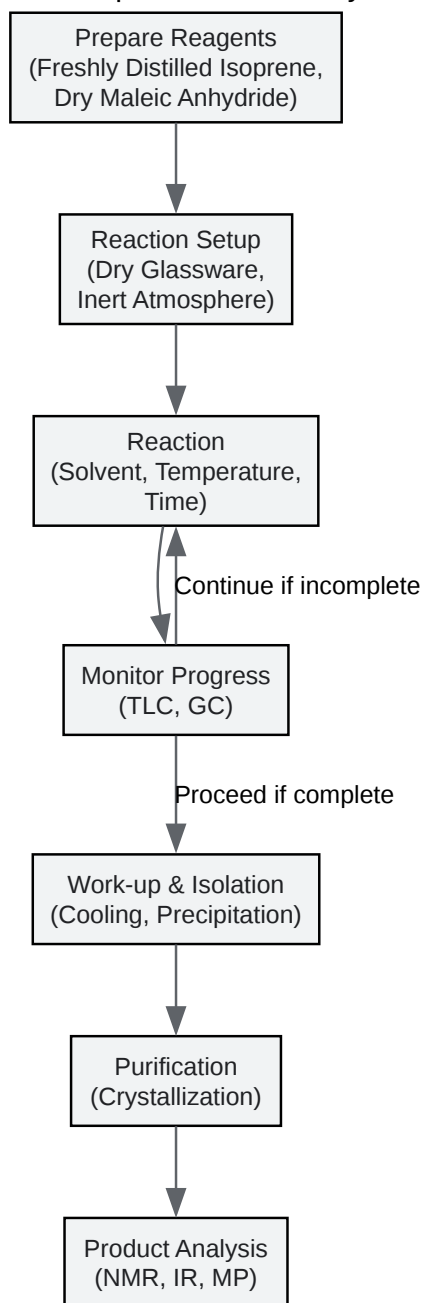 Prepare Reagents
(Freshly Distilled Isoprene,
Dry Maleic Anhydride)
Reaction Setup
(Dry Glassware,
Inert Atmosphere)
Reaction
(Solvent, Temperature,
Time)
Continue if incomplete
Monitor Progress
(TLC, GC)
Proceed if complete
Work-up & Isolation
(Cooling, Precipitation)
Purification
(Crystallization)
Product Analysis
(NMR, IR, MP)